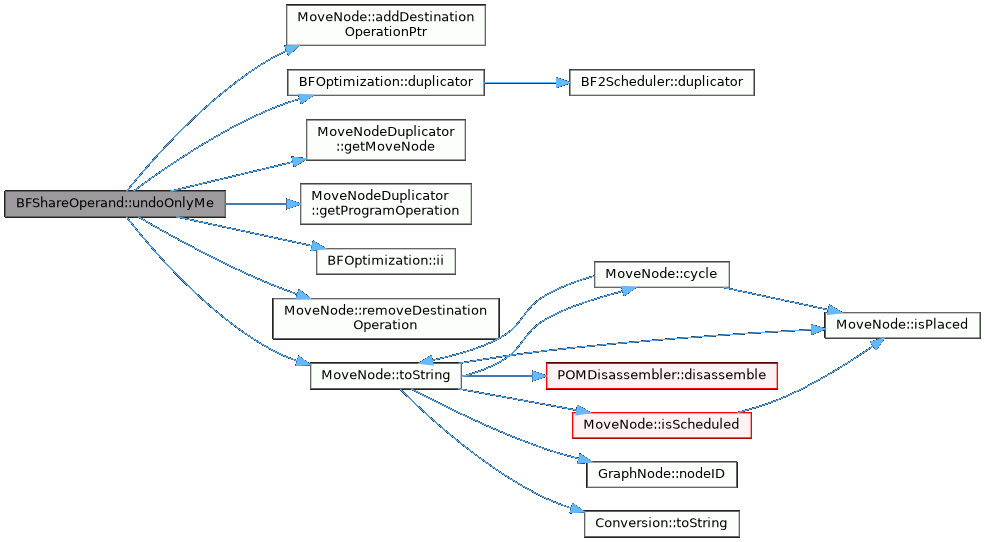 MoveNode::addDestination
OperationPtr
BFOptimization::duplicator
BF2Scheduler::duplicator
MoveNodeDuplicator
::getMoveNode
BFShareOperand::undoOnlyMe
MoveNodeDuplicator
::getProgramOperation
BFOptimization::ii
MoveNode::cycle
MoveNode::removeDestination
Operation
MoveNode::isPlaced
MoveNode::toString
POMDisassembler::disassemble
MoveNode::isScheduled
GraphNode::nodeID
Conversion::toString